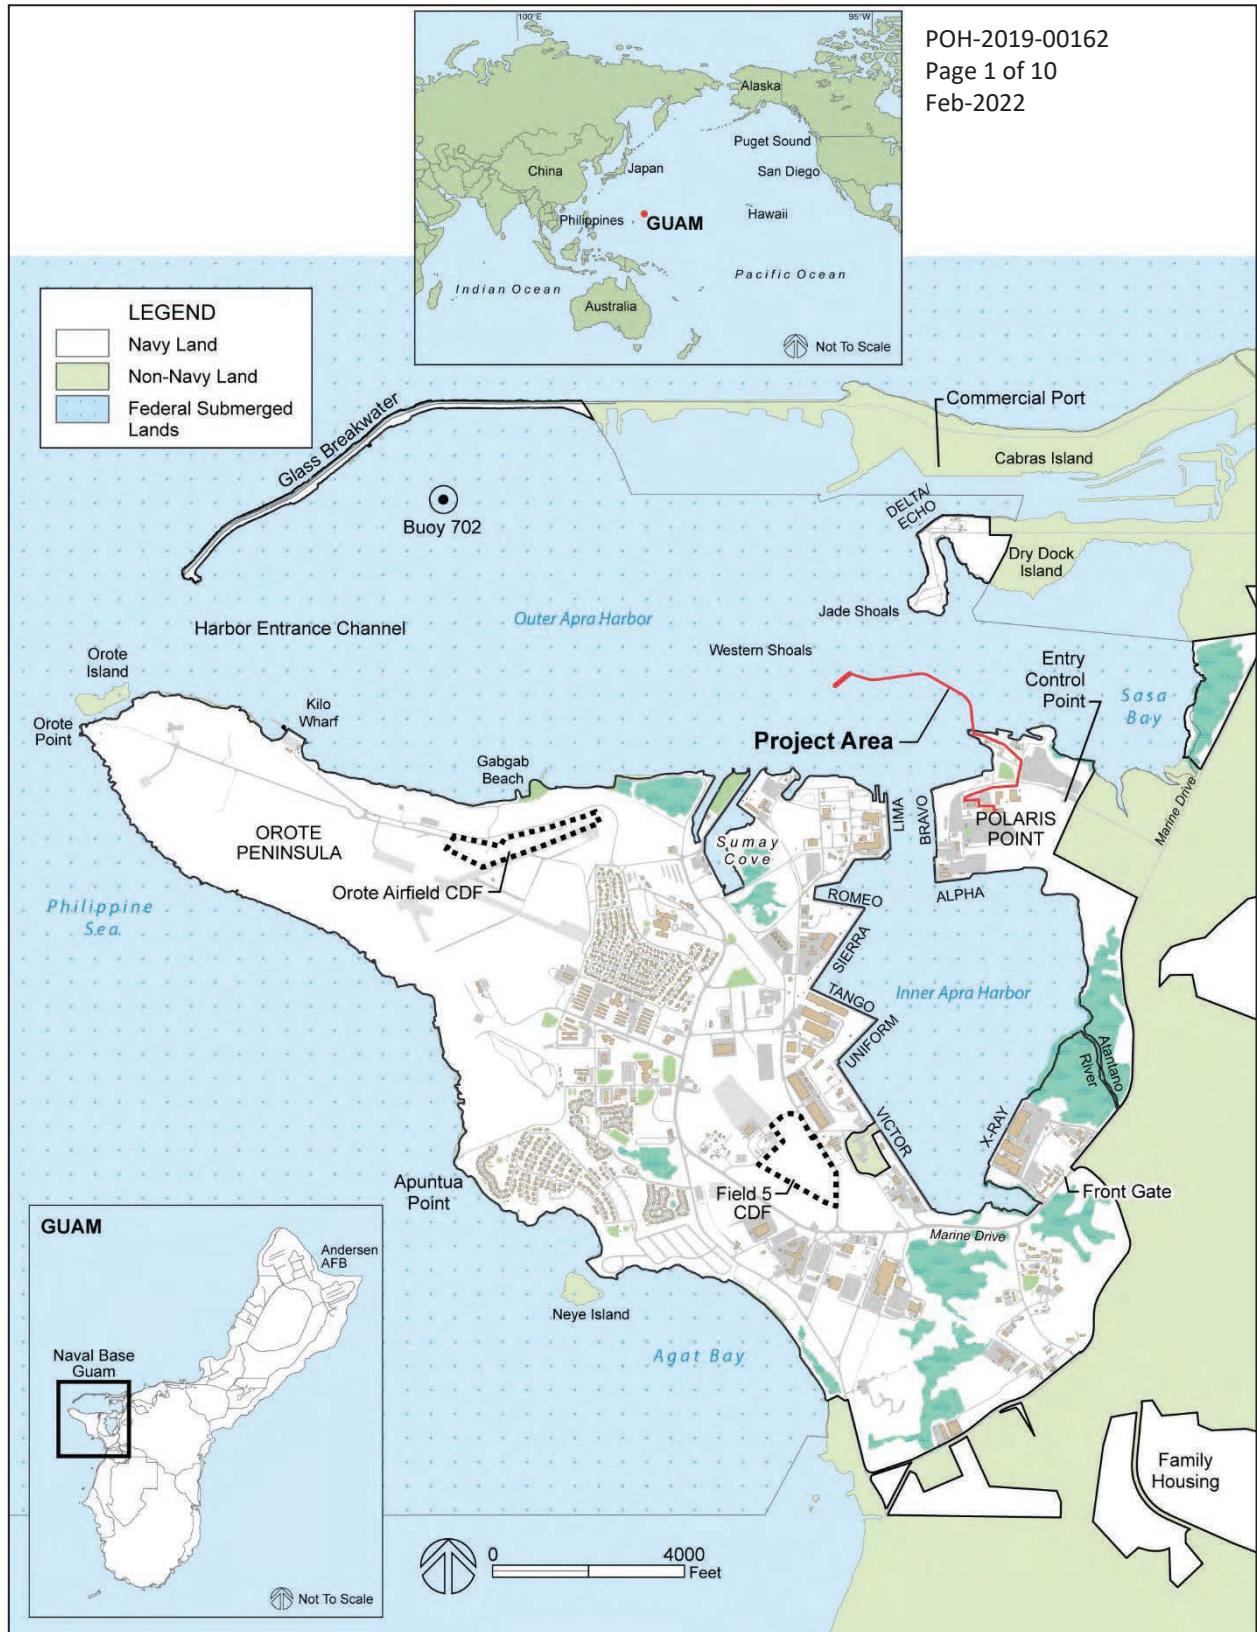 POH-2019-00162
Page 1 of 10
Feb-2022
100°E
95°W
Alaska
Puget Sound
China
Japan
San Diego
Philippines
GUAM
Hawaii
Pacific Ocean
Indian Ocean
Australia
Not To Scale
LEGEND
Navy Land
Non-Navy Land
Federal Submerged
Lands
Glass Breakwater
Buoy 702
Commercial Port
Cabras Island
DELTA/
ECHO
Dry Dock
Island
Jade Shoals
Outer Apra Harbor
Harbor Entrance Channel
Western Shoals
Entry
Control
Point
Sasa
Bay
Orote
Island
Orote
Point
Kilo
Wharf
Project Area
Gabgab
Beach
Marine Drive
LIMA
BRAVO
POLARIS
POINT
OROTE
PENINSULA
Sumay
Cove
Orote Airfield CDF
ROMEO
ALPHA
Philippine
Sea
SIERRA
Inner Apra Harbor
TANGO
UNIFORM
Atantano
River
VICTOR
X-RAY
Apuntua
Point
Field 5
CDF
Front Gate
Marine Drive
GUAM
Andersen
AFB
Neye Island
Agat Bay
Naval Base
Guam
Family
Housing
0
4000
Feet
Not To Scale